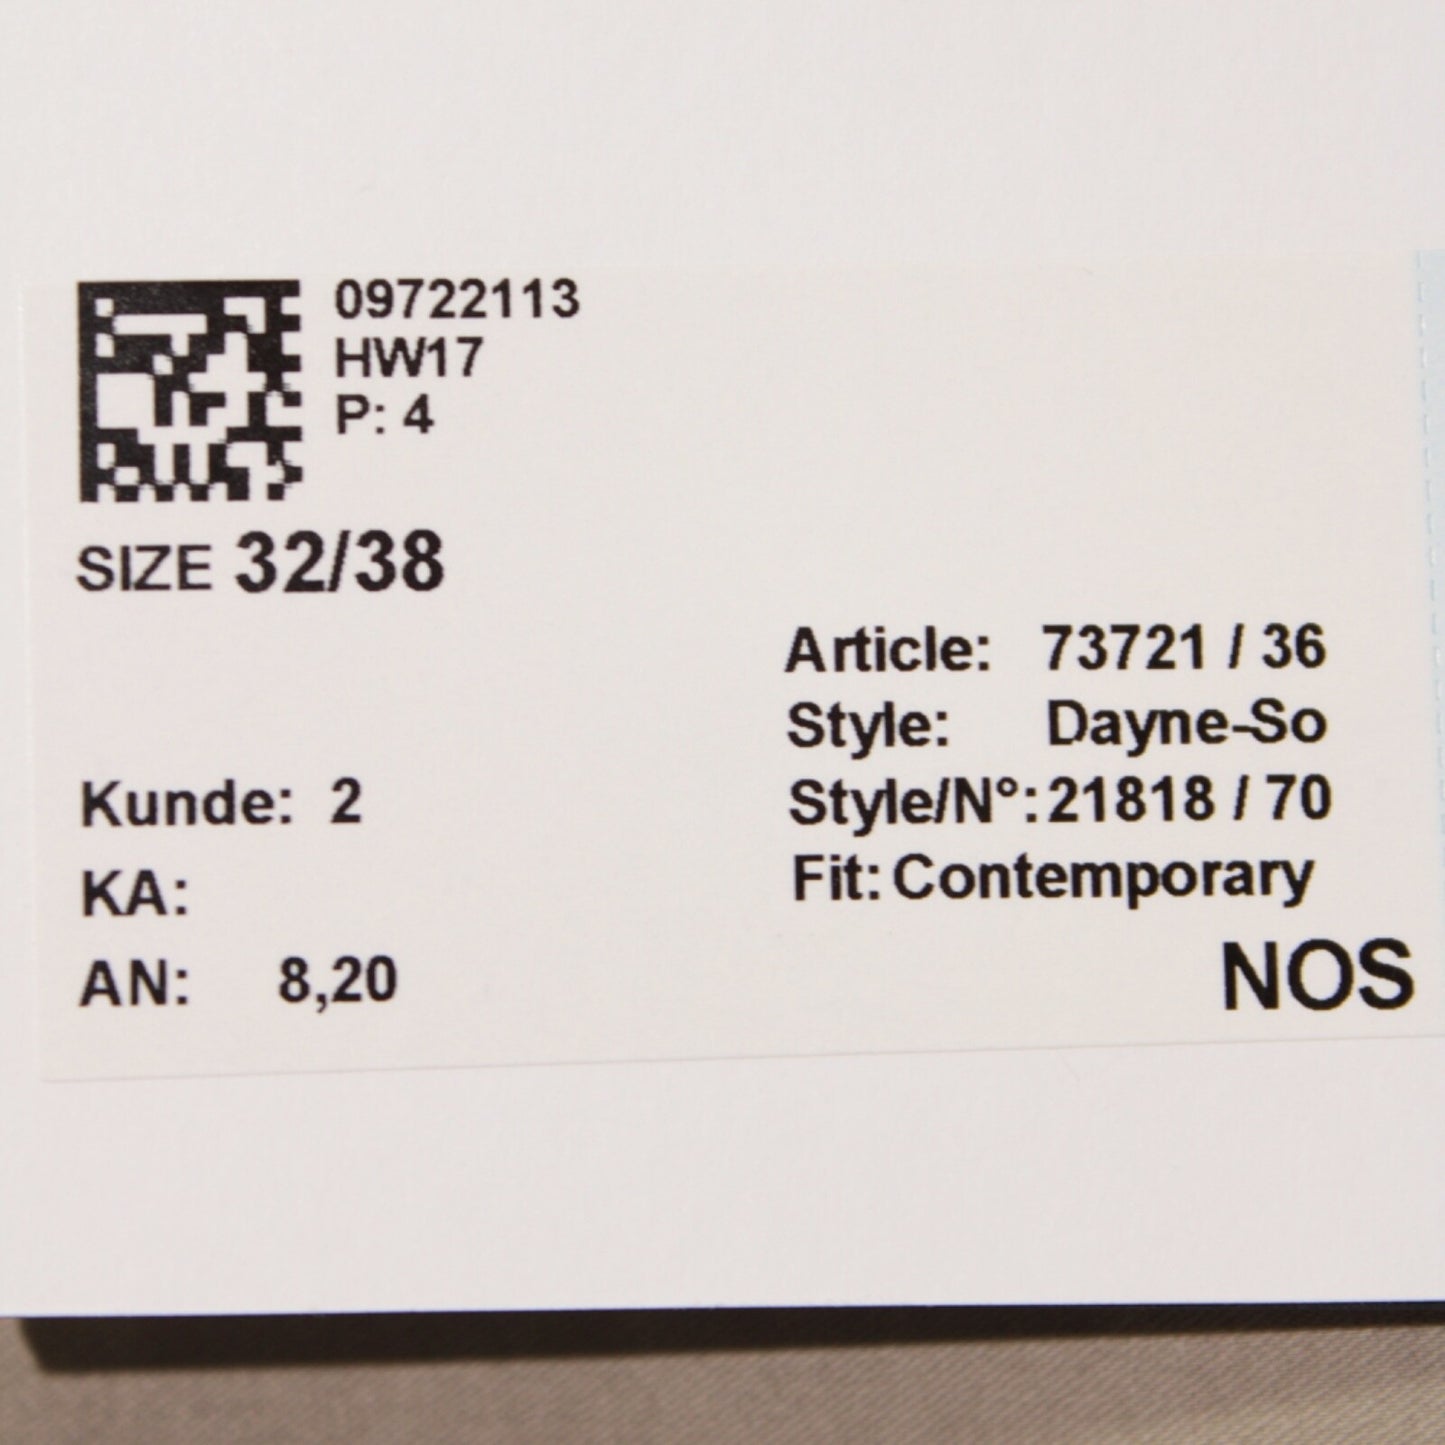 09722113
HW17
P: 4
SIZE 32/38
Article: 73721 / 36
Style: Dayne-So
Style/N°: 21818 / 70
Fit: Contemporary
NOS
Kunde: 2
KA:
AN: 8,20